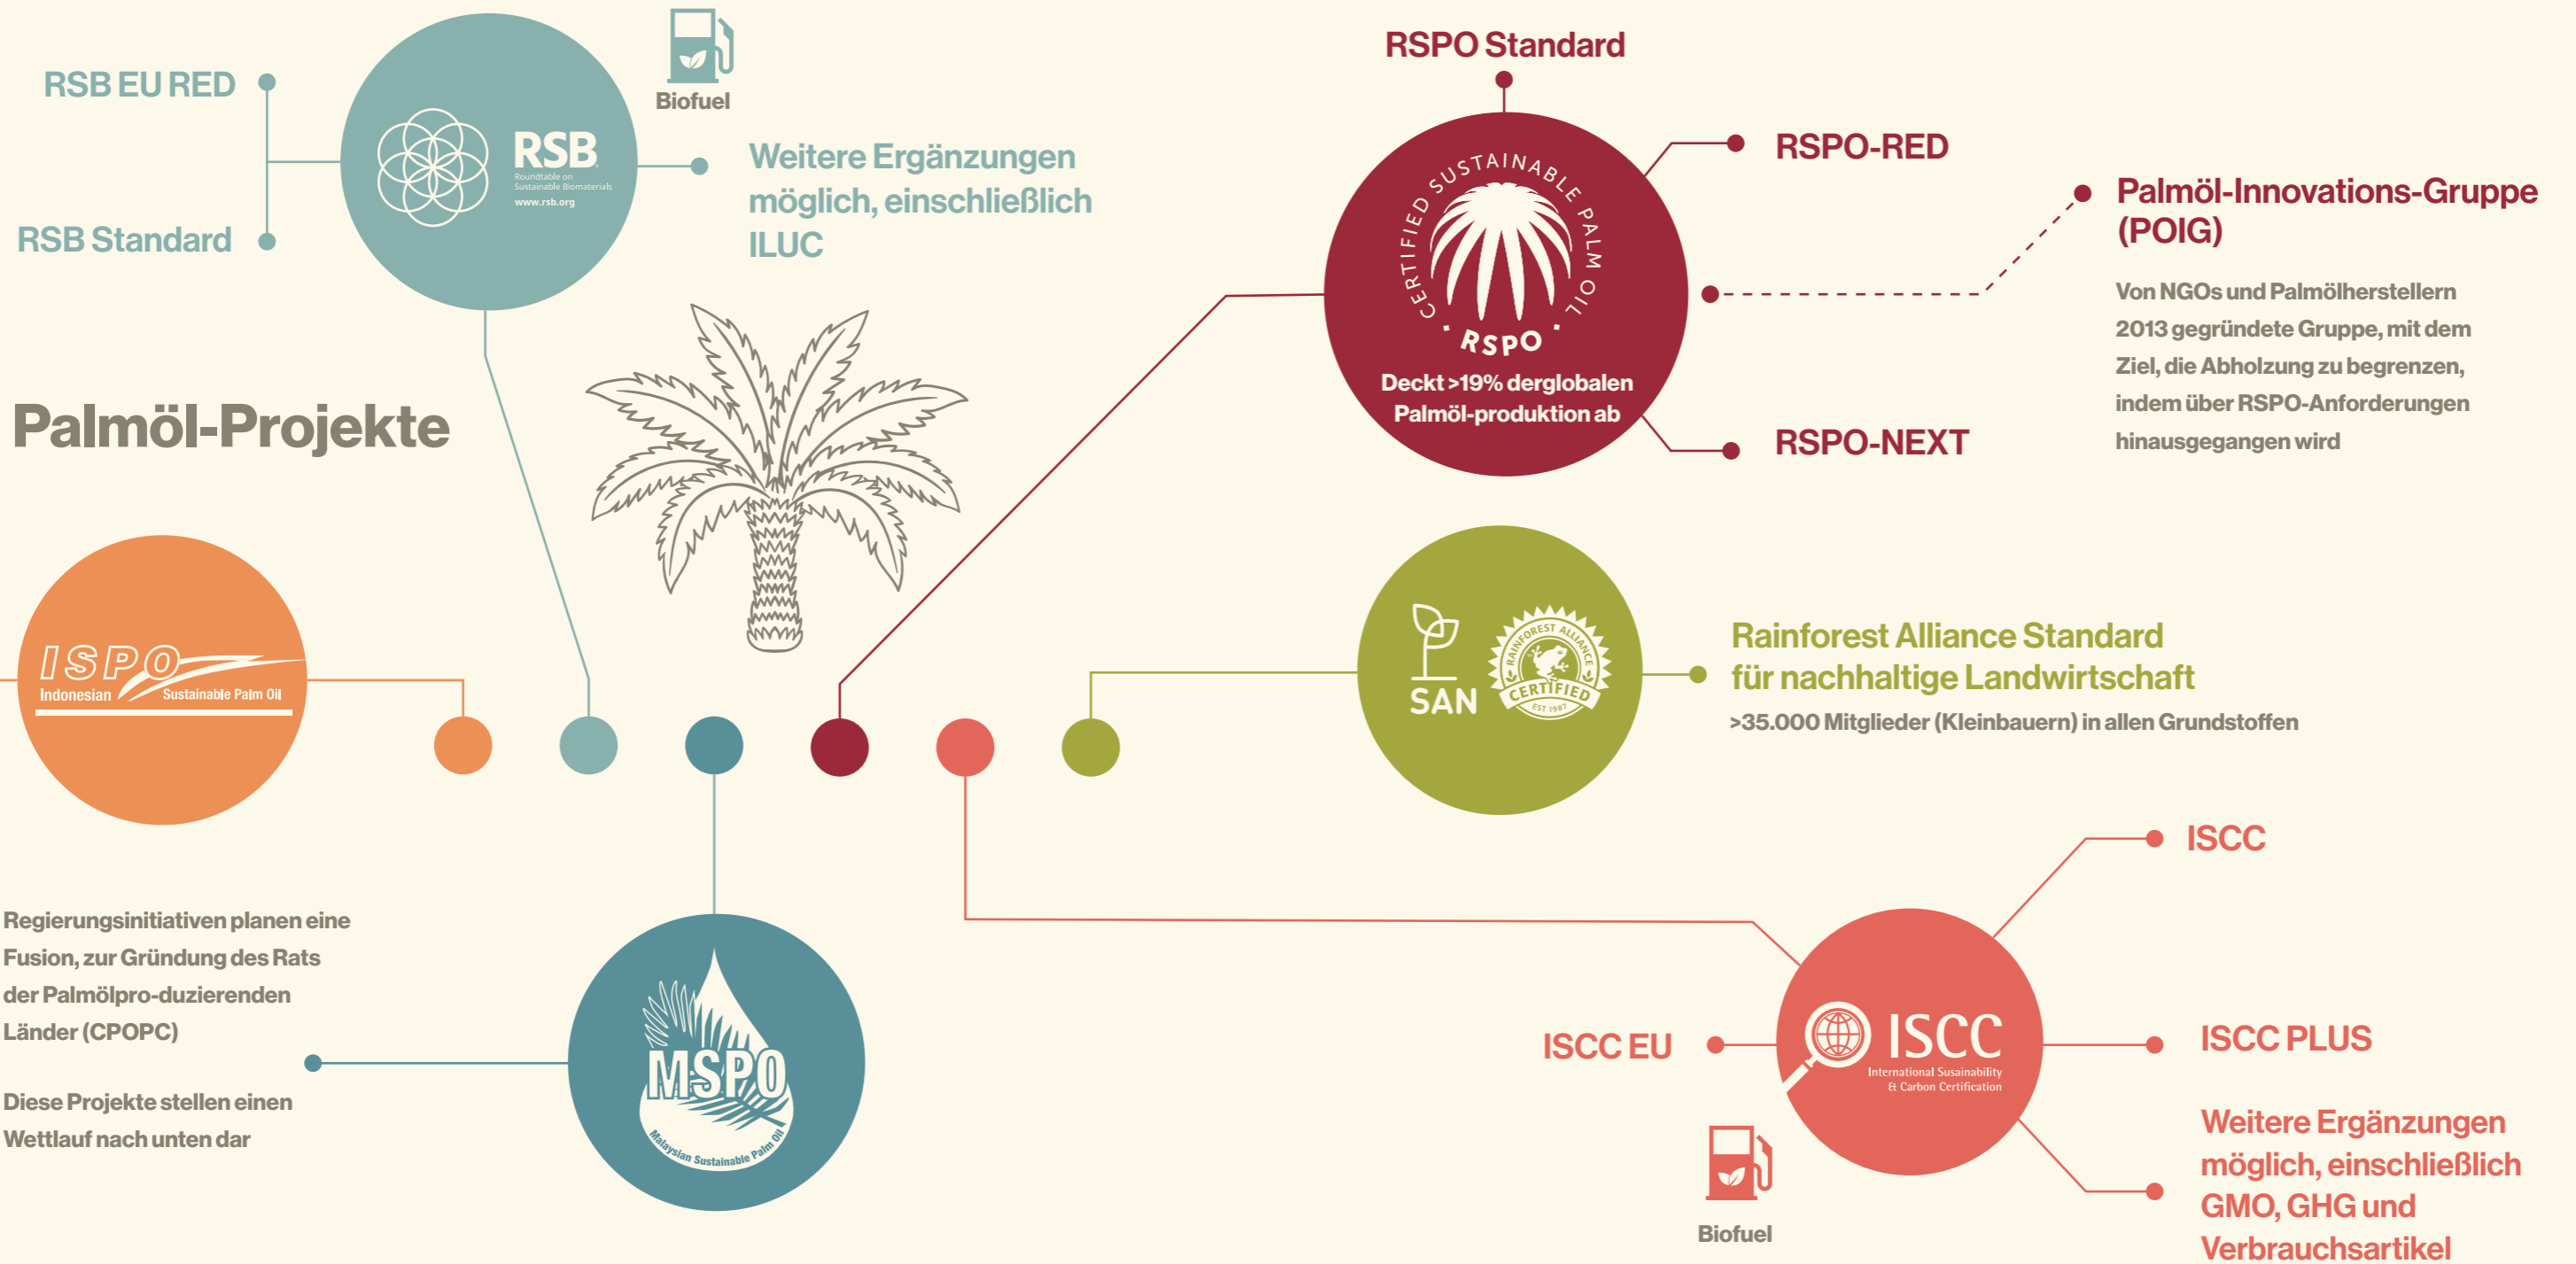 RSB EU RED
RSB Standard
RSB
Roundtable on
Sustainable Biomaterials
www.rsb.org
Biofuel
Weitere Ergänzungen
möglich, einschließlich
ILUC
RSPO Standard
CERTIFIED SUSTAINABLE PALM OIL
RSPO
Deckt >19% derglobalen
Palmöl-produktion ab
RSPO-RED
RSPO-NEXT
Palmöl-Innovations-Gruppe
(POIG)
Von NGOs und Palmölherstellern
2013 gegründete Gruppe, mit dem
Ziel, die Abholzung zu begrenzen,
indem über RSPO-Anforderungen
hinausgegangen wird
Palmöl-Projekte
ISPO
Indonesian Sustainable Palm Oil
SAN
RAINFOREST ALLIANCE
CERTIFIED
EST 1987
Rainforest Alliance Standard
für nachhaltige Landwirtschaft
>35.000 Mitglieder (Kleinbauern) in allen Grundstoffen
Regierungsinitiativen planen eine
Fusion, zur Gründung des Rats
der Palmölpro-duzierenden
Länder (CPOPC)
Diese Projekte stellen einen
Wettlauf nach unten dar
MSPO
Malaysian Sustainable Palm Oil
ISCC
ISCC EU
ISCC
International Susainability
& Carbon Certification
ISCC PLUS
Biofuel
Weitere Ergänzungen
möglich, einschließlich
GMO, GHG und
Verbrauchsartikel